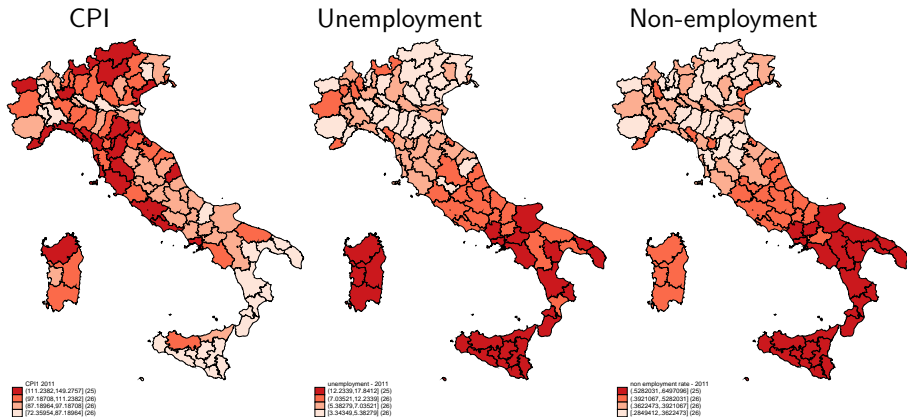 CPI
Unemployment
Non-employment
CPI1 2011
(111.2382,149.2757] (25)
(97.18708,111.2382] (26)
(87.18964,97.18708] (26)
[72.35954,87.18964] (26)
unemployment - 2011
(12.2339,17.8412] (25)
(7.03521,12.2339] (26)
(5.38279,7.03521] (26)
[3.34349,5.38279] (26)
non employment rate - 2011
(.5282031,.6497096] (25)
(.3921067,.5282031] (26)
(.3622473,.3921067] (26)
[.2849412,.3622473] (26)